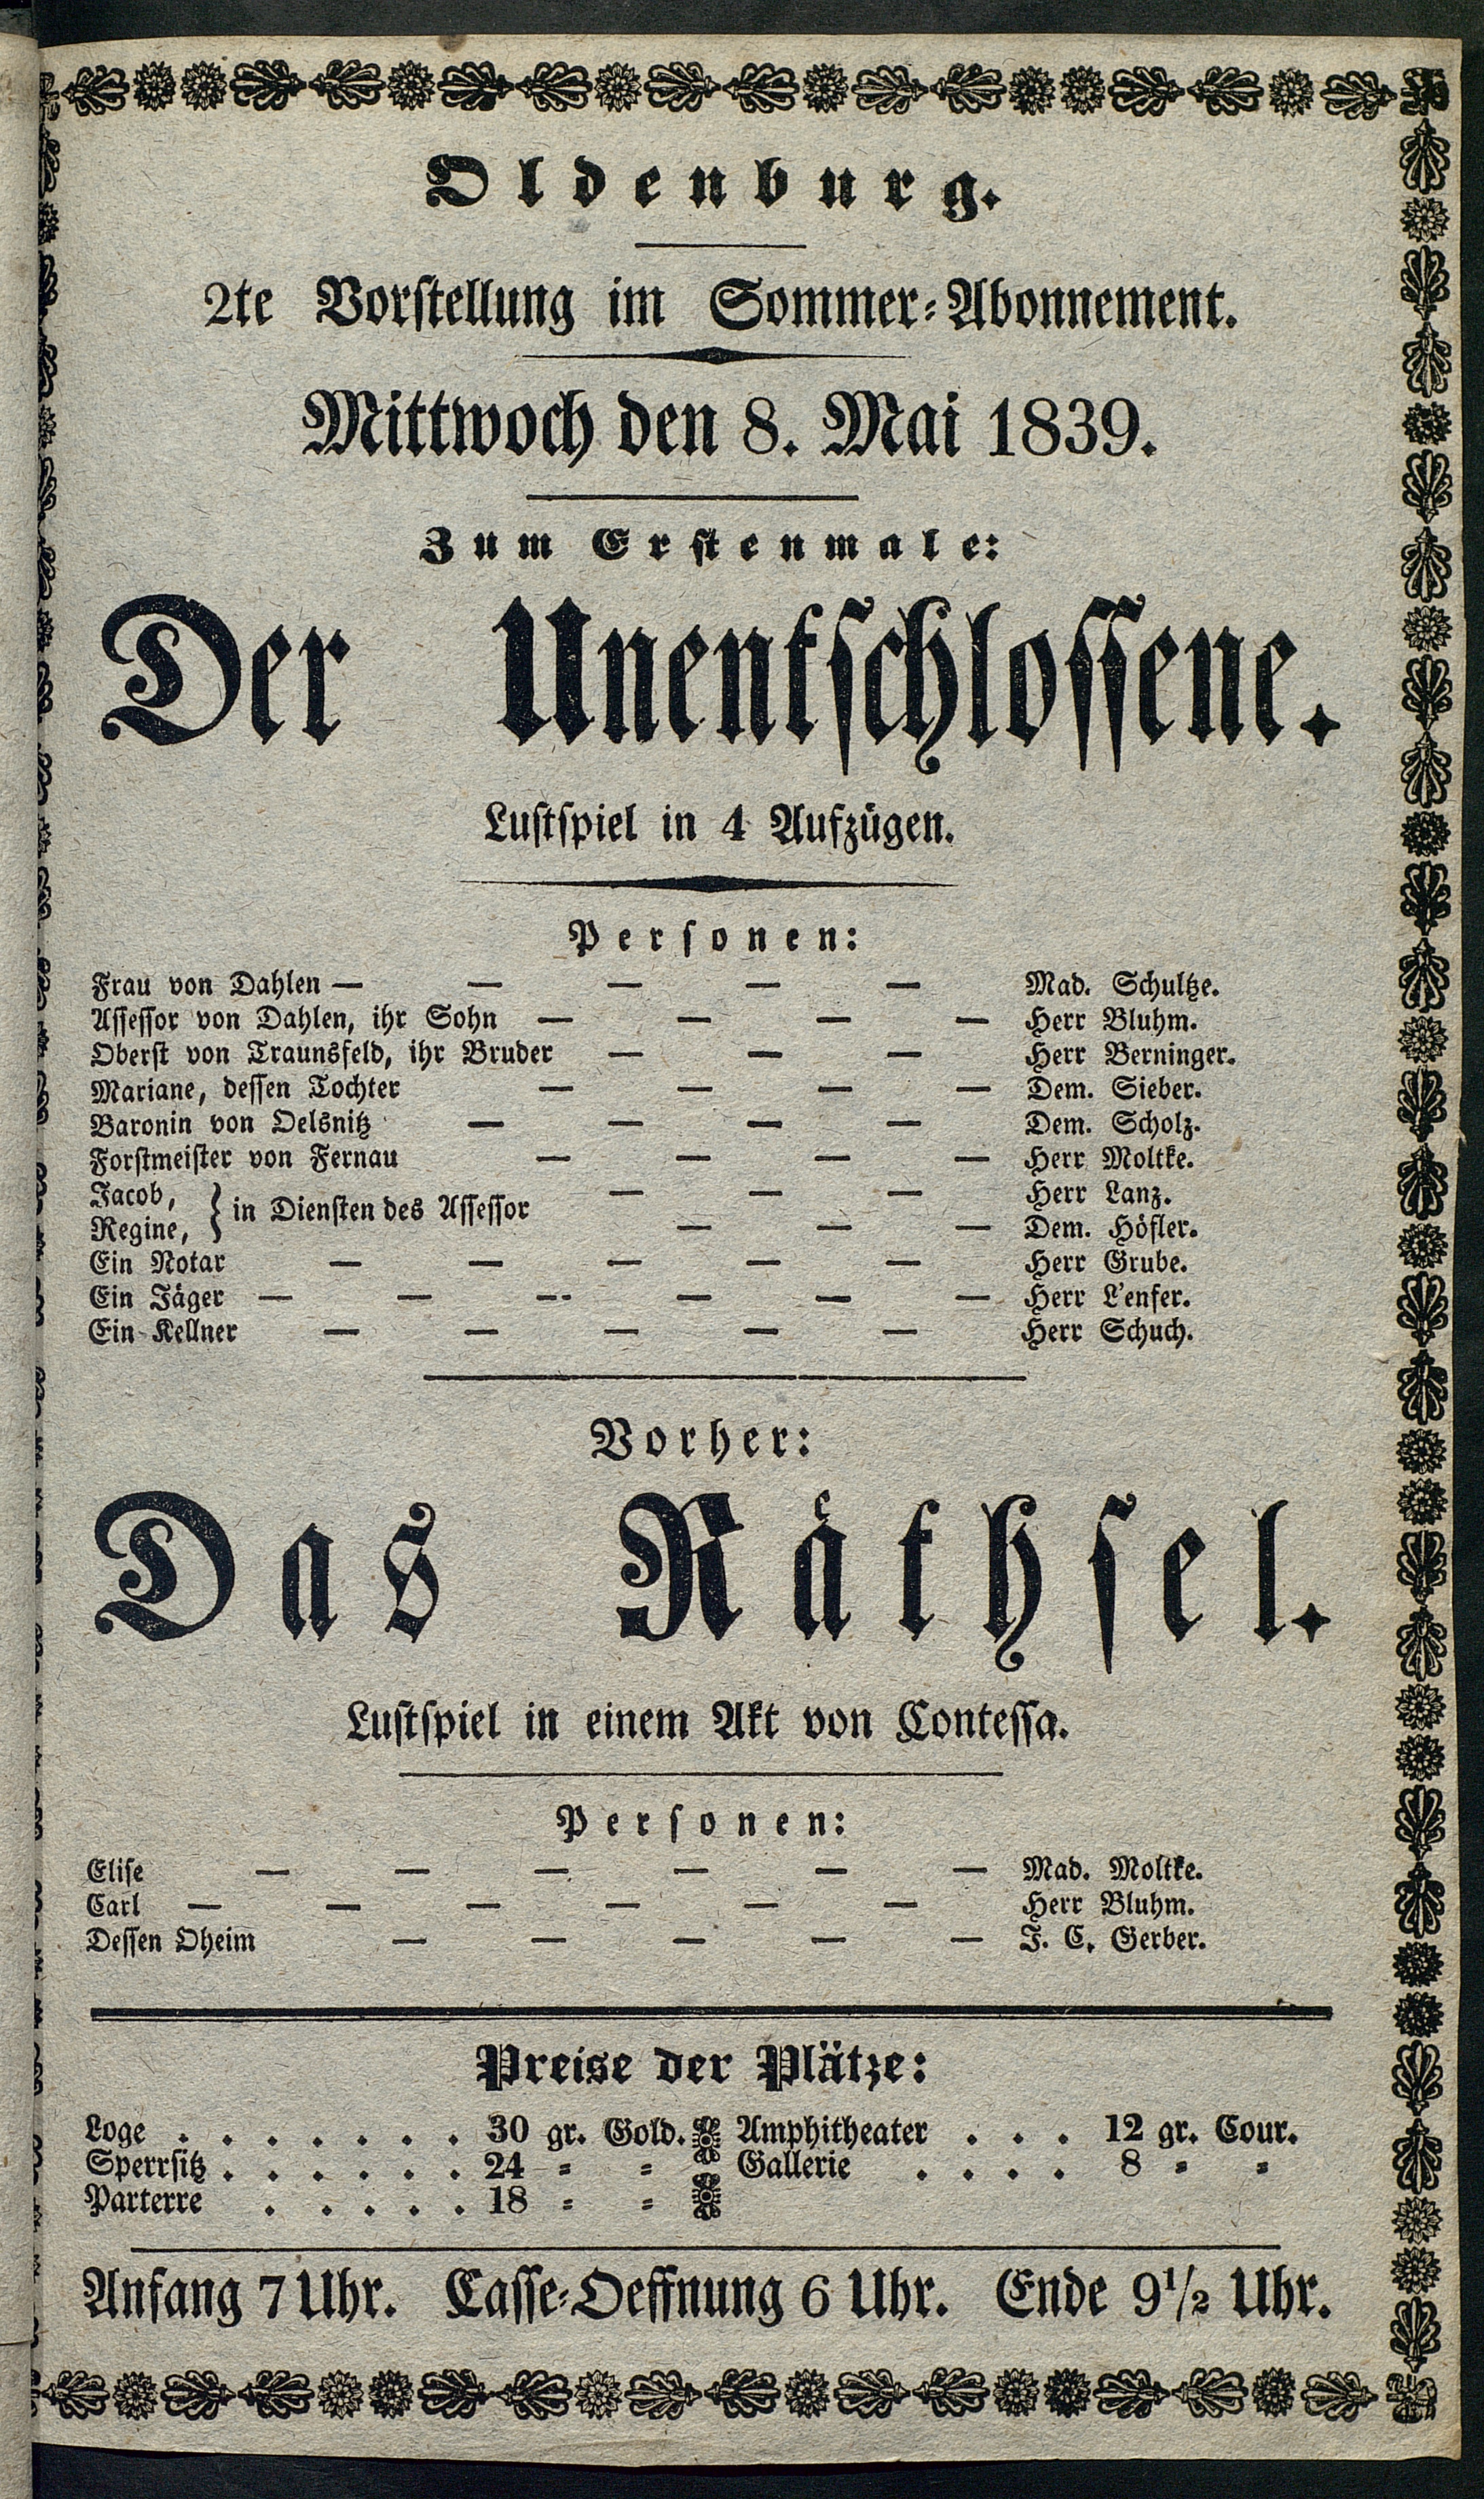 Oldenburg.
2te Vorstellung im Sommer-Abonnement.
Mittwoch den 8. Mai 1839.
Zum Erstenmale:
Der Unentschlossene.
Lustspiel in 4 Aufzügen.
Personen:
Frau von Dahlen — — — — — Mad. Schultze.
Assessor von Dahlen, ihr Sohn — — — — Herr Bluhm.
Oberst von Traunsfeld, ihr Bruder — — — Herr Berninger.
Mariane, dessen Tochter — — — — Dem. Sieber.
Baronin von Oelsnitz — — — — Dem. Scholz.
Forstmeister von Fernau — — — — Herr Moltke.
Jacob, } in Diensten des Assessor — — — Herr Lanz.
Regine, — — Dem. Höfler.
Ein Notar — — — — — Herr Grube.
Ein Jäger — — — — — — Herr L'enfer.
Ein Kellner — — — — — Herr Schuch.
Vorher:
Das Räthsel.
Lustspiel in einem Akt von Contessa.
Personen:
Elise — — — — — — Mad. Moltke.
Carl — — — — — — Herr Bluhm.
Dessen Oheim — — — — — J. C. Gerber.
Preise der Plätze:
Loge . . . . . . . 30 gr. Gold. Amphitheater . . . 12 gr. Cour.
Sperrsitz . . . . . . 24 = = Gallerie . . . . 8 = =
Parterre . . . . . 18 = =
Anfang 7 Uhr. Casse-Oeffnung 6 Uhr. Ende 9 1/2 Uhr.